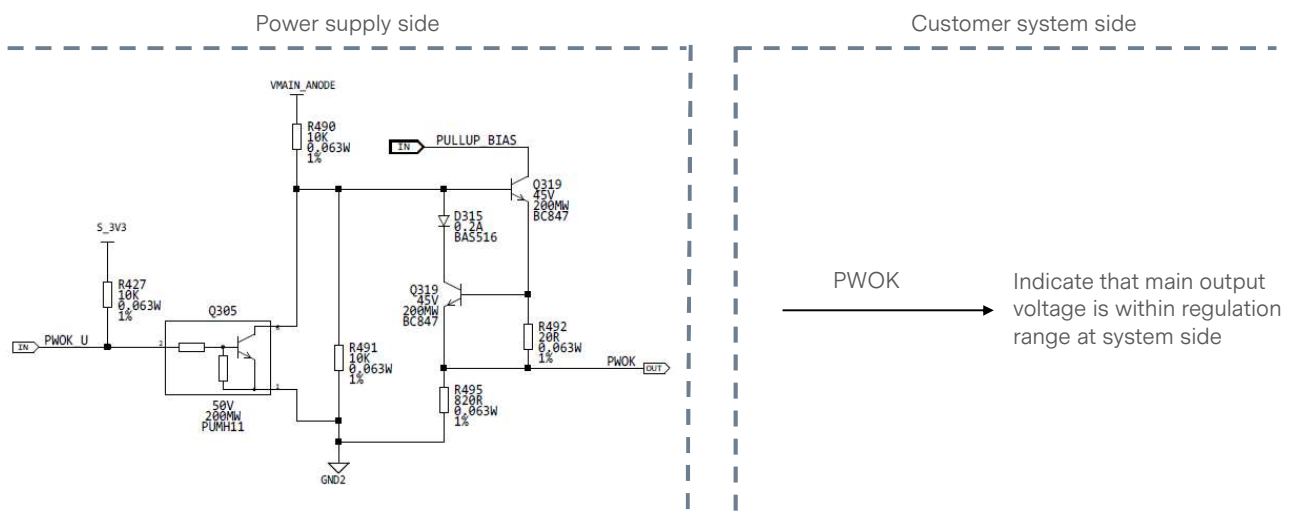 Power supply side
Customer system side
VMAIN_ANODE
R490
10K
0.063W
1%
IN
PULLUP_BIAS
Q319
45V
200MW
BC847
D315
0.2A
BAS516
S_3V3
R427
10K
0.063W
1%
Q305
6
IN
PWOK_U
2
1
50V
200MW
PUMH11
R491
10K
0.063W
1%
Q319
45V
200MW
BC847
R492
20R
0.063W
1%
PWOK
OUT
R495
820R
0.063W
1%
GND2
PWOK
Indicate that main output
voltage is within regulation
range at system side